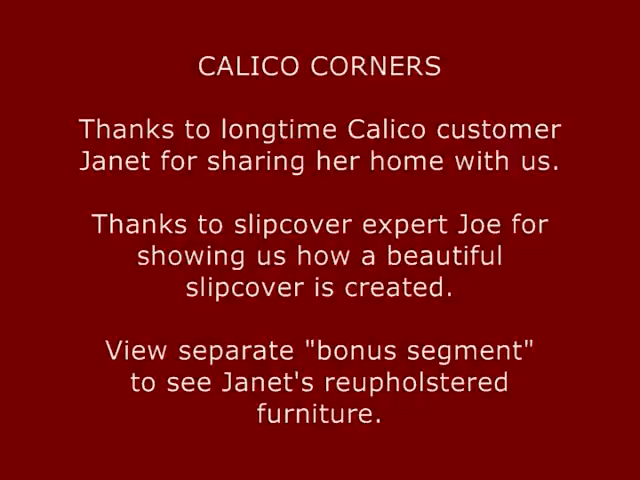 CALICO CORNERS
Thanks to longtime Calico customer
Janet for sharing her home with us.
Thanks to slipcover expert Joe for
showing us how a beautiful
slipcover is created.
View separate "bonus segment"
to see Janet's reupholstered
furniture.